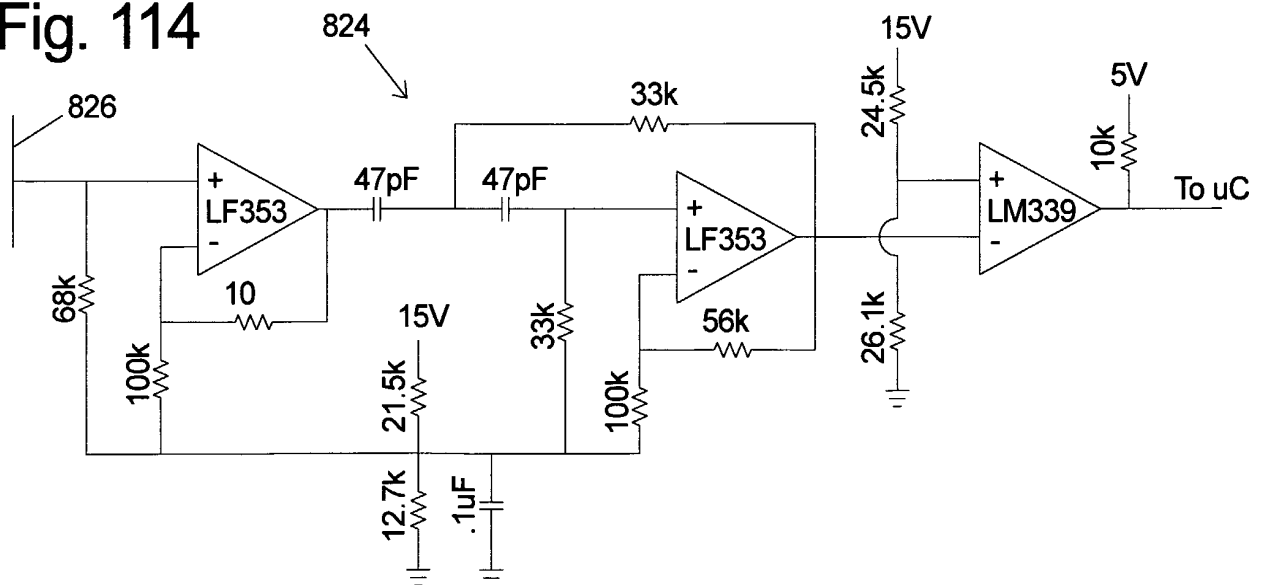 Fig. 114
824
15V
826
33k
24.5k
5V
10k
47pF
47pF
+
LF353
-
+
LF353
-
+
LM339
-
To uC
68k
10
15V
33k
56k
26.1k
100k
21.5k
100k
12.7k
.1uF